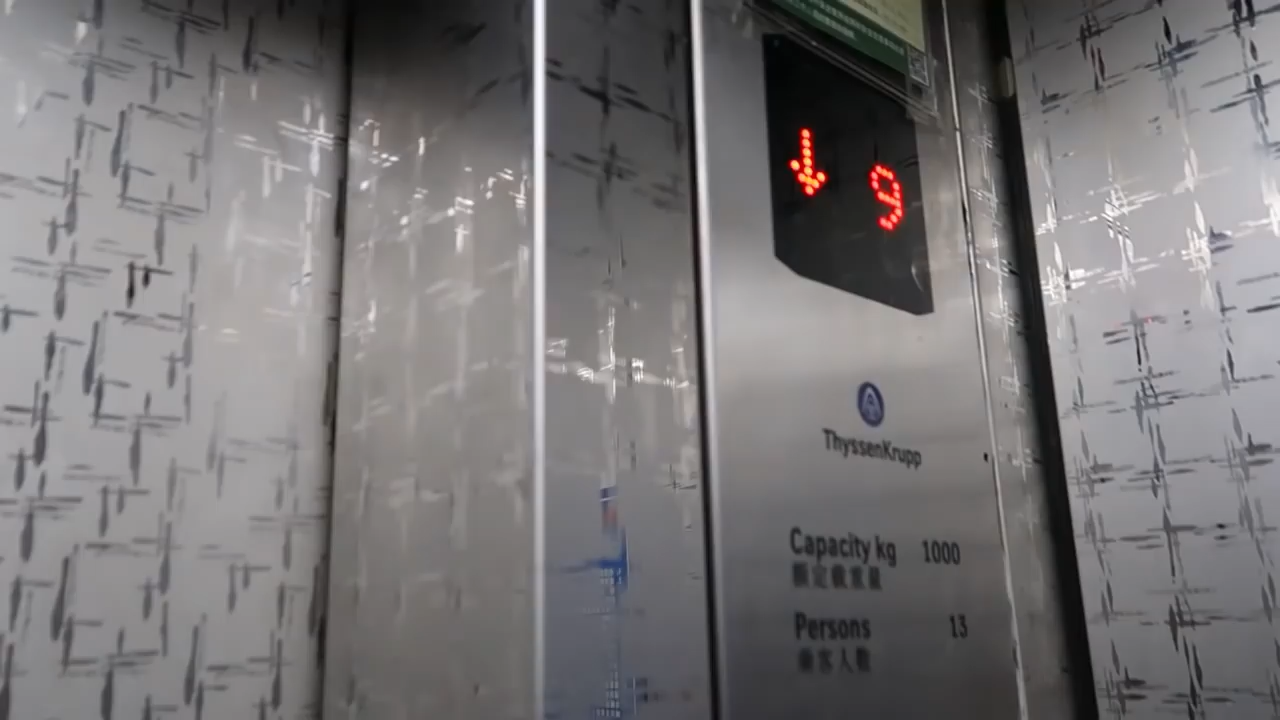 ↓ 9
ThyssenKrupp
Capacity kg 1000
額定載重量
Persons 13
乘客人數